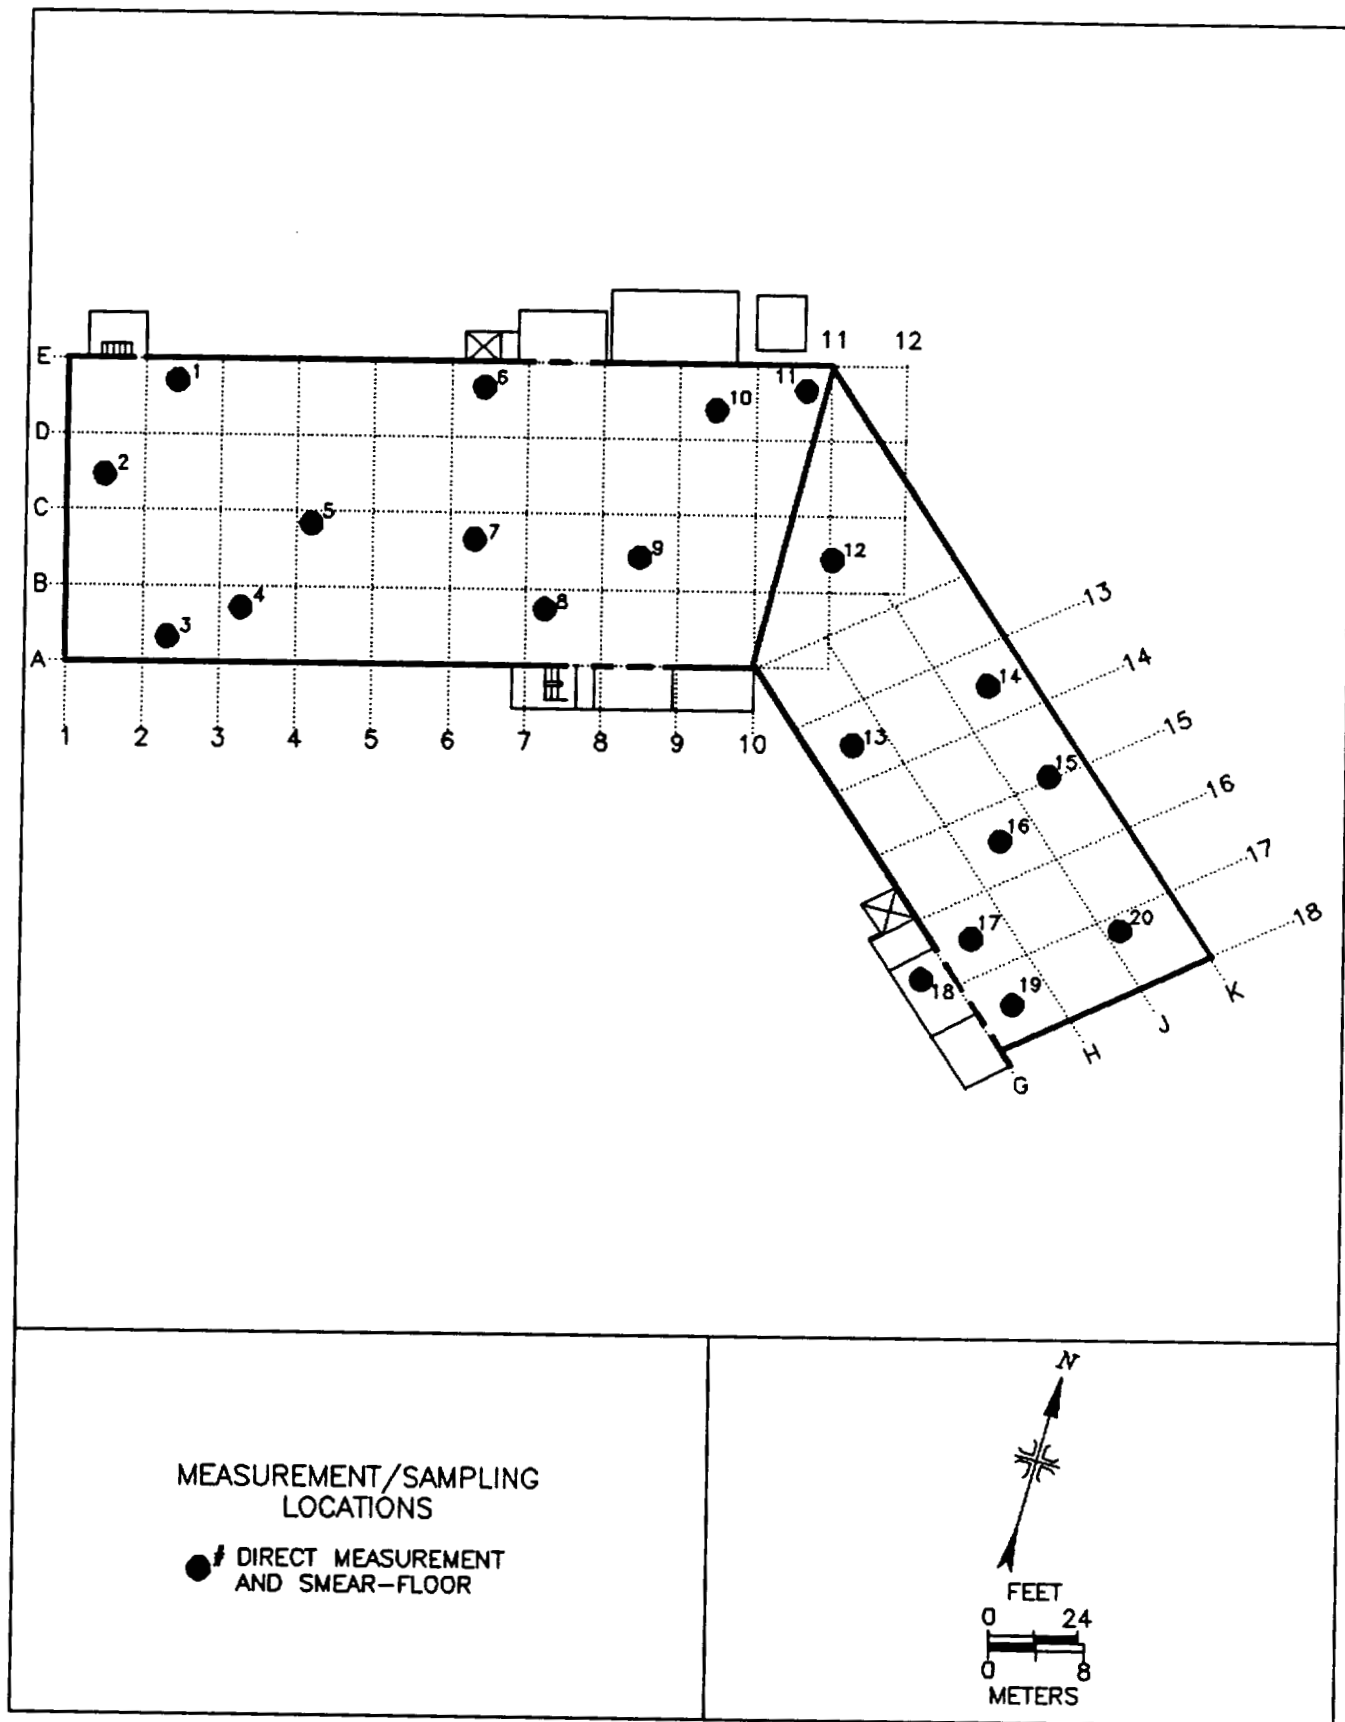 11 12
E
1
6
11
10
D
2
C
5
7
9
12
B
4
8
3
A
1 2 3 4 5 6 7 8 9 10
13
14
14
15
13
15
16
16
17
17
20
18
18
19
K
J
H
G
N
MEASUREMENT/SAMPLING
LOCATIONS
# DIRECT MEASUREMENT
AND SMEAR-FLOOR
FEET
0 24
0 8
METERS